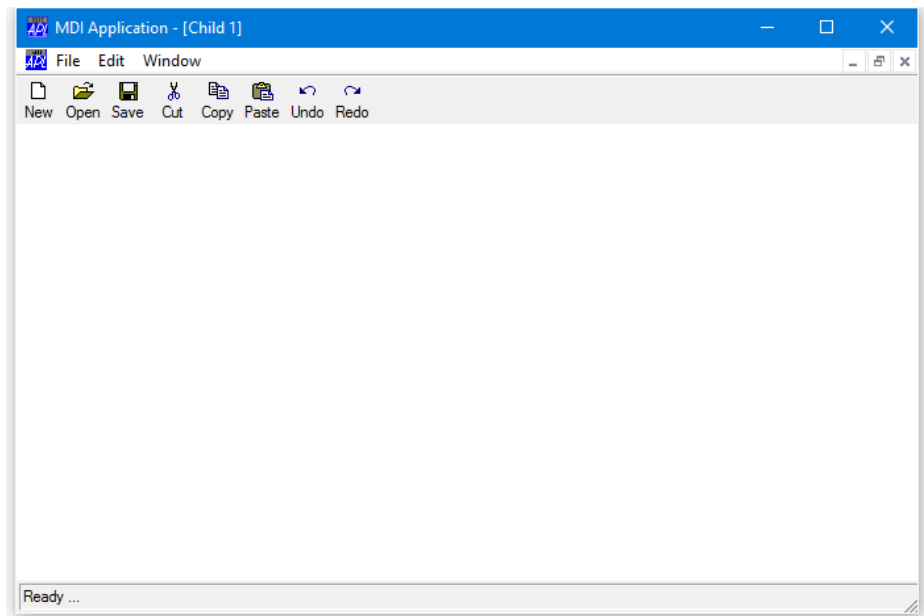 MDI Application - [Child 1]
File Edit Window
New Open Save Cut Copy Paste Undo Redo
Ready ...